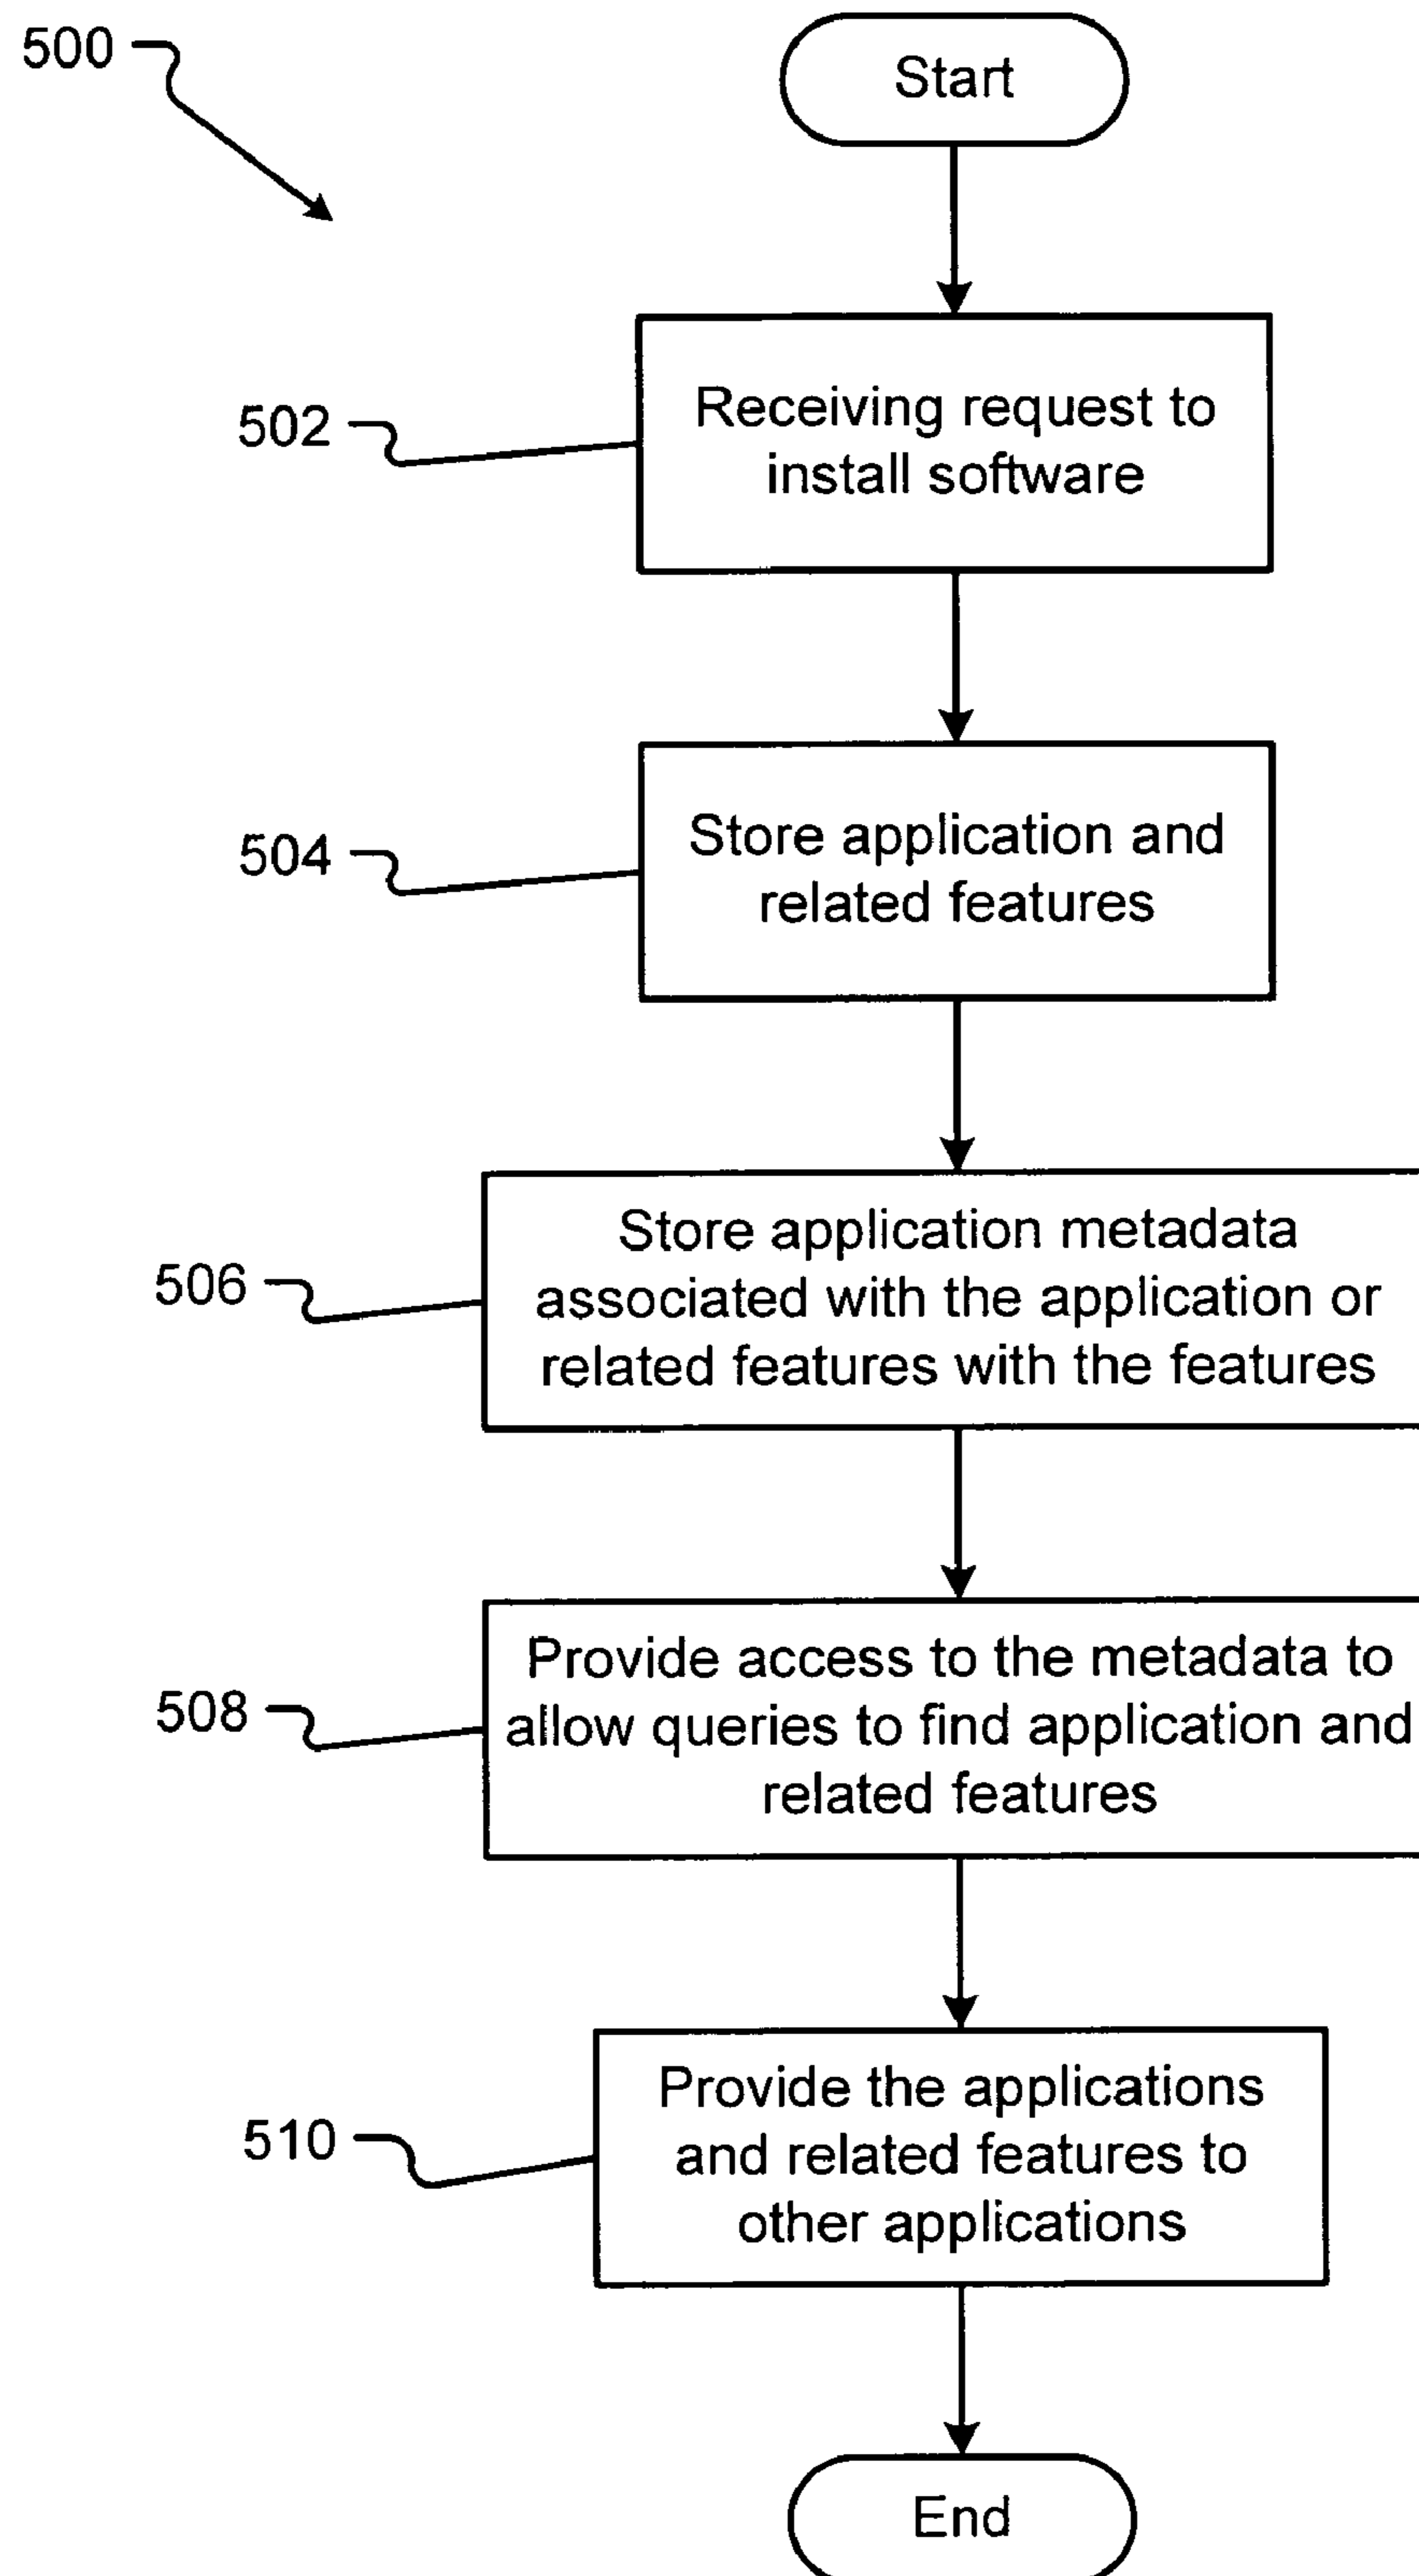 500
Start
502
Receiving request to
install software
504
Store application and
related features
506
Store application metadata
associated with the application or
related features with the features
508
Provide access to the metadata to
allow queries to find application and
related features
510
Provide the applications
and related features to
other applications
End